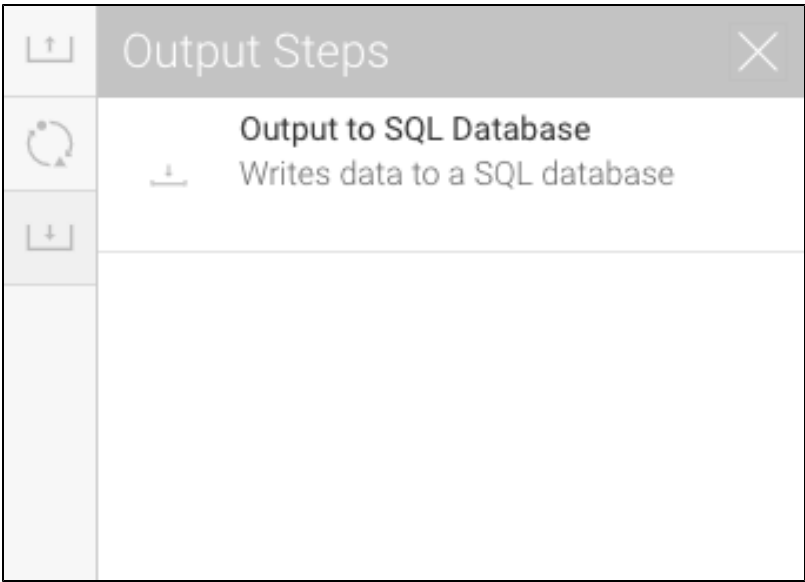 Output Steps
Output to SQL Database
Writes data to a SQL database